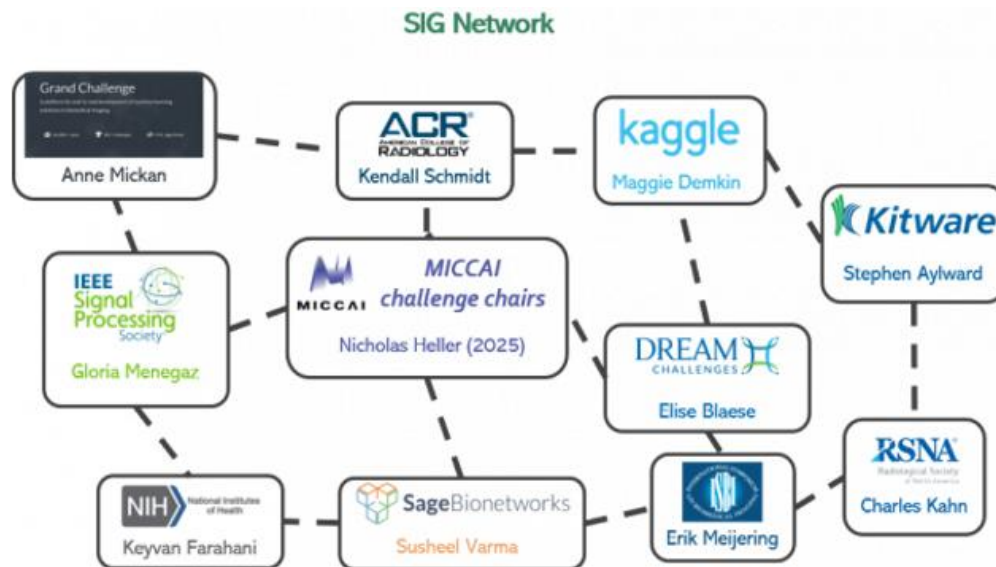 SIG Network
Grand Challenge
Anne Mickan
ACR®
AMERICAN COLLEGE OF
RADIOLOGY
Kendall Schmidt
kaggle
Maggie Demkin
Kitware
Stephen Aylward
IEEE
Signal
Processing
Society
Gloria Menegaz
MICCAI
MICCAI
challenge chairs
Nicholas Heller (2025)
DREAM
CHALLENGES
Elise Blaese
NIH
National Institutes
of Health
Keyvan Farahani
SageBionetworks
Susheel Varma
ISBI
Erik Meijering
RSNA®
Radiological Society
of North America
Charles Kahn